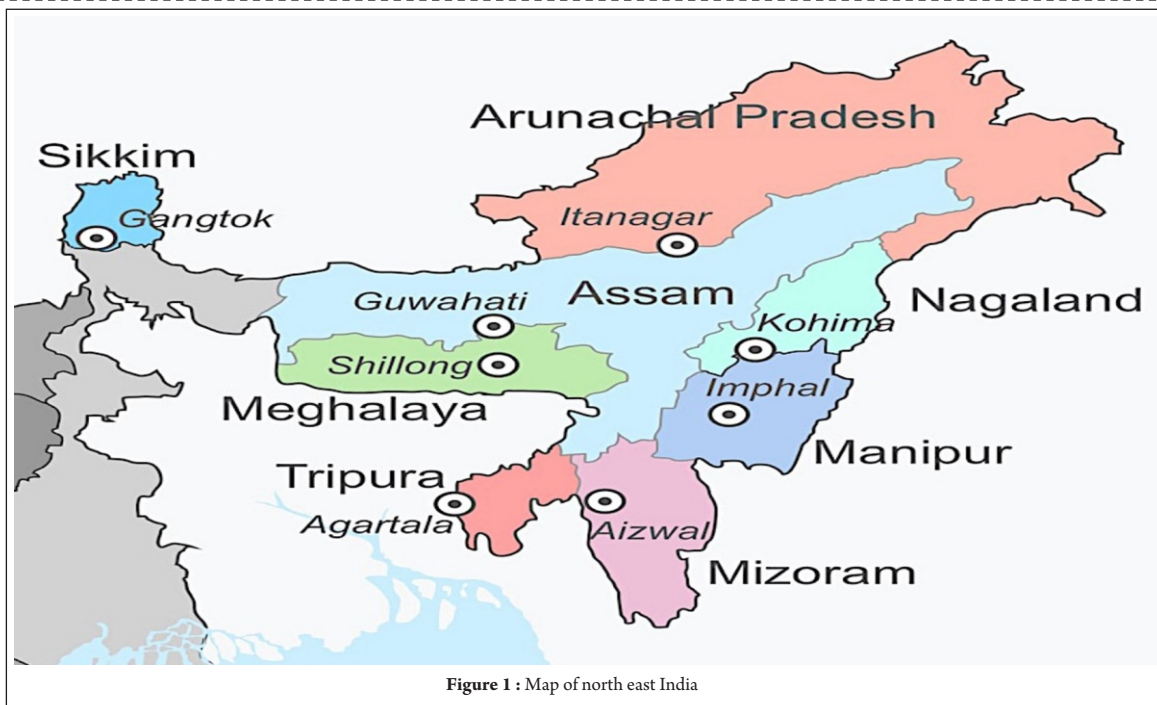 Arunachal Pradesh
Sikkim
Gangtok
Itanagar
Guwahati
Assam
Nagaland
Kohima
Shillong
Imphal
Meghalaya
Manipur
Tripura
Agartala
Aizwal
Mizoram
Figure 1 : Map of north east India